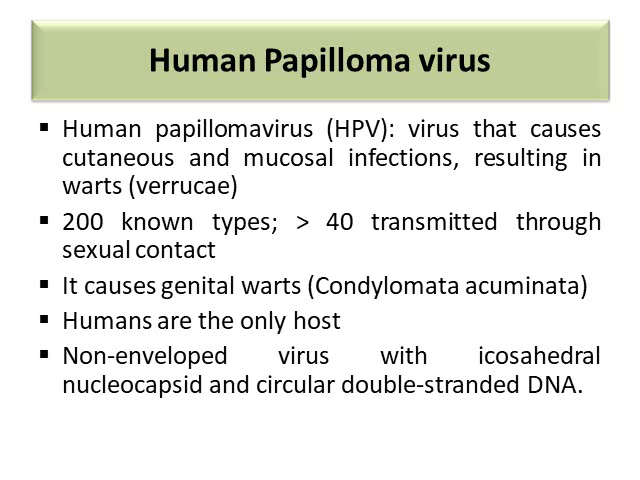 Human Papilloma virus
▪ Human papillomavirus (HPV): virus that causes
cutaneous and mucosal infections, resulting in
warts (verrucae)
▪ 200 known types; > 40 transmitted through
sexual contact
▪ It causes genital warts (Condylomata acuminata)
▪ Humans are the only host
▪ Non-enveloped virus with icosahedral
nucleocapsid and circular double-stranded DNA.